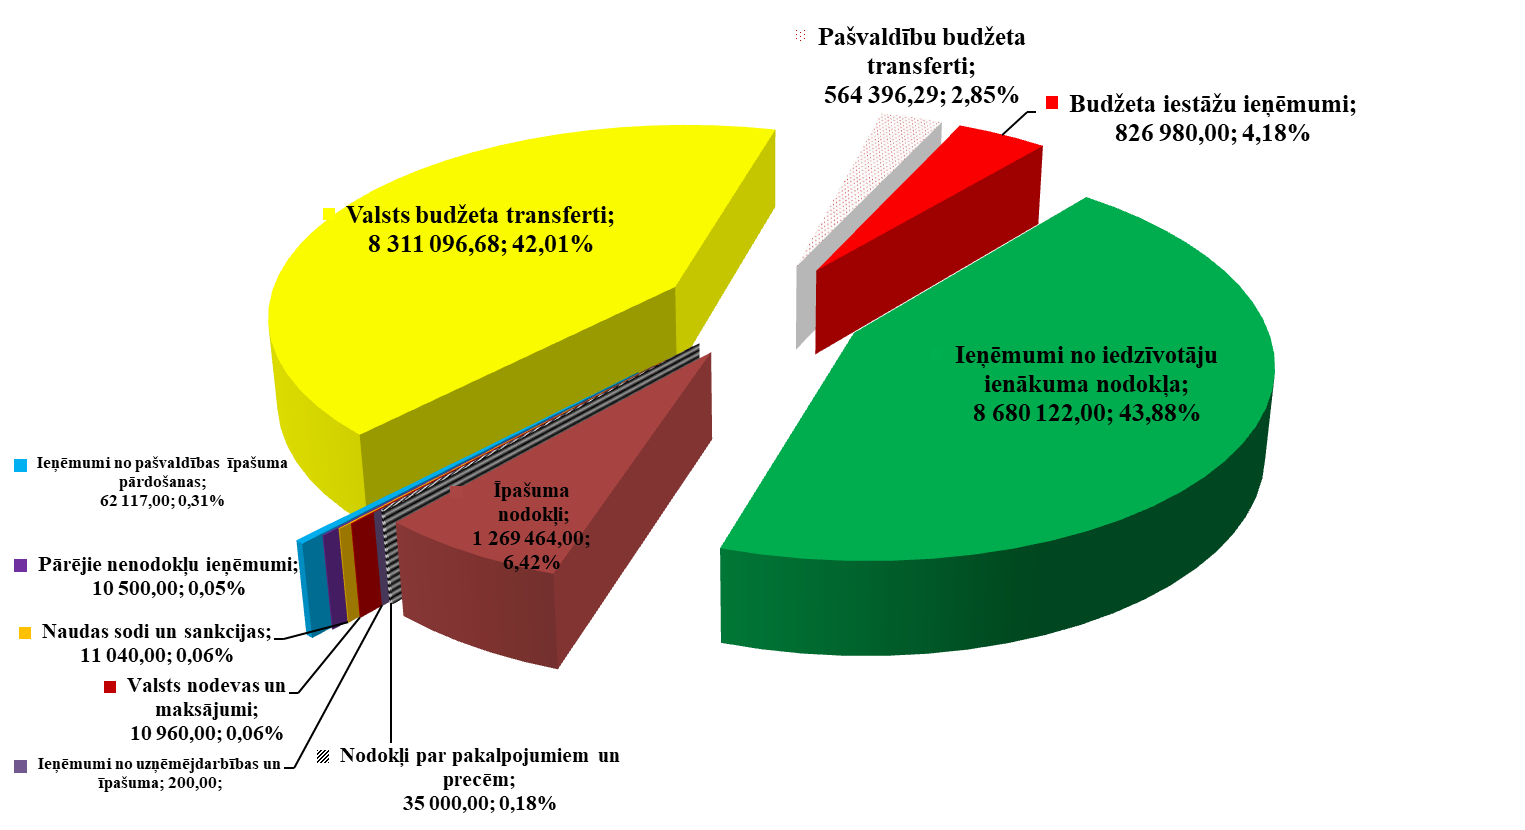 Pašvaldību budžeta
transferti;
564 396,29; 2,85%
Budžeta iestāžu ieņēmumi;
826 980,00; 4,18%
Valsts budžeta transferti;
8 311 096,68; 42,01%
Ieņēmumi no iedzīvotāju
ienākuma nodokļa;
8 680 122,00; 43,88%
Ieņēmumi no pašvaldības īpašuma
pārdošanas;
62 117,00; 0,31%
Īpašuma
nodokļi;
1 269 464,00;
6,42%
Pārējie nenodokļu ieņēmumi;
10 500,00; 0,05%
Naudas sodi un sankcijas;
11 040,00; 0,06%
Valsts nodevas un
maksājumi;
10 960,00; 0,06%
Ieņēmumi no uzņēmējdarbības un
īpašuma; 200,00;
Nodokļi par pakalpojumiem un
precēm;
35 000,00; 0,18%